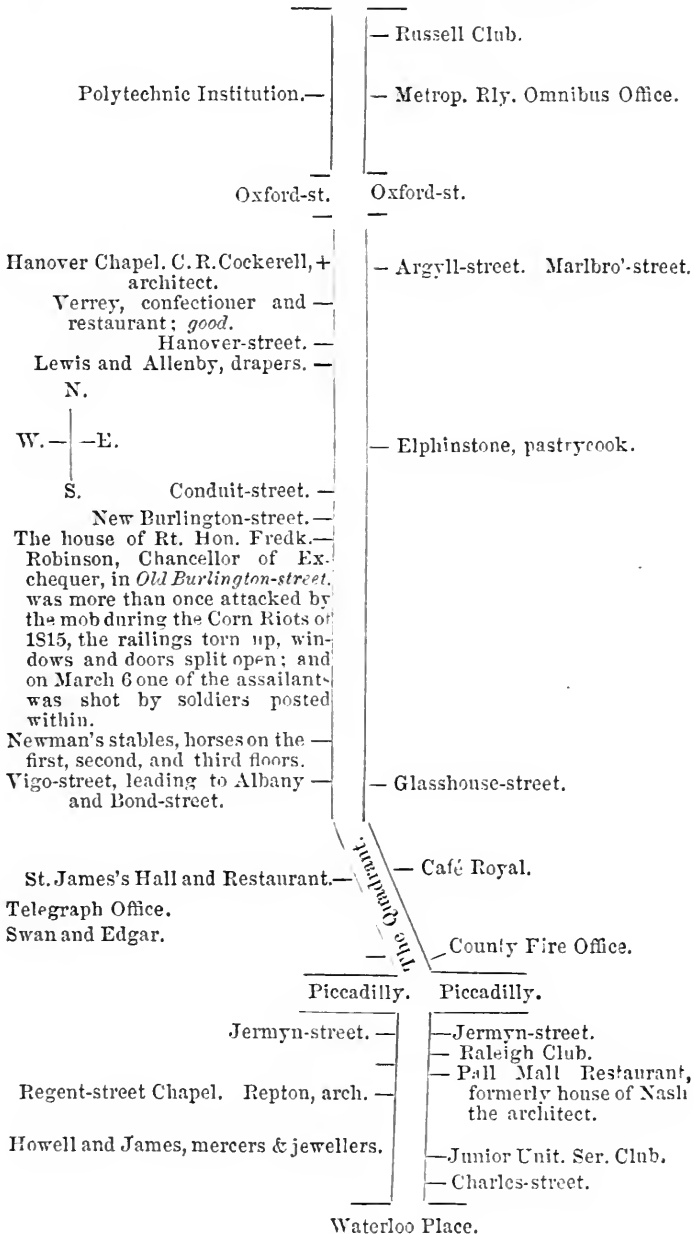 Russell Club.
Polytechnic Institution.
Metrop. Rly. Omnibus Office.
Oxford-st.
Oxford-st.
Hanover Chapel. C. R. Cockerell,
architect.
Argyll-street. Marlbro'-street.
Verrey, confectioner and
restaurant; good.
Hanover-street.
Lewis and Allenby, drapers.
N.
W. E.
S.
Elphinstone, pastrycook.
Conduit-street.
New Burlington-street.
The house of Rt. Hon. Fredk.
Robinson, Chancellor of Ex-
chequer, in Old Burlington-street,
was more than once attacked by
the mob during the Corn Riots of
1815, the railings torn up, win-
dows and doors split open; and
on March 6 one of the assailants
was shot by soldiers posted
within.
Newman's stables, horses on the
first, second, and third floors.
Vigo-street, leading to Albany
and Bond-street.
Glasshouse-street.
The Quadrant.
Café Royal.
St. James's Hall and Restaurant.
Telegraph Office.
Swan and Edgar.
County Fire Office.
Piccadilly. Piccadilly.
Jermyn-street.
Jermyn-street.
Raleigh Club.
Pall Mall Restaurant,
formerly house of Nash
the architect.
Regent-street Chapel. Repton, arch.
Howell and James, mercers & jewellers.
Junior Unit. Ser. Club.
Charles-street.
Waterloo Place.